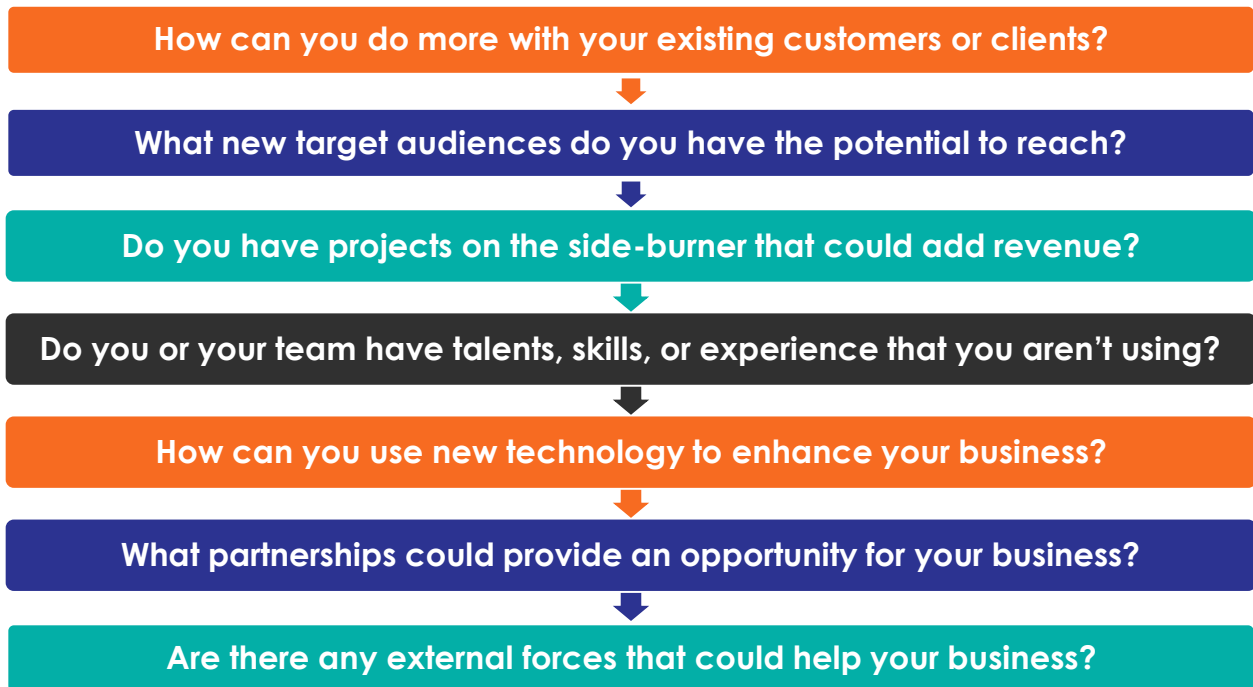 How can you do more with your existing customers or clients?
What new target audiences do you have the potential to reach?
Do you have projects on the side-burner that could add revenue?
Do you or your team have talents, skills, or experience that you aren’t using?
How can you use new technology to enhance your business?
What partnerships could provide an opportunity for your business?
Are there any external forces that could help your business?